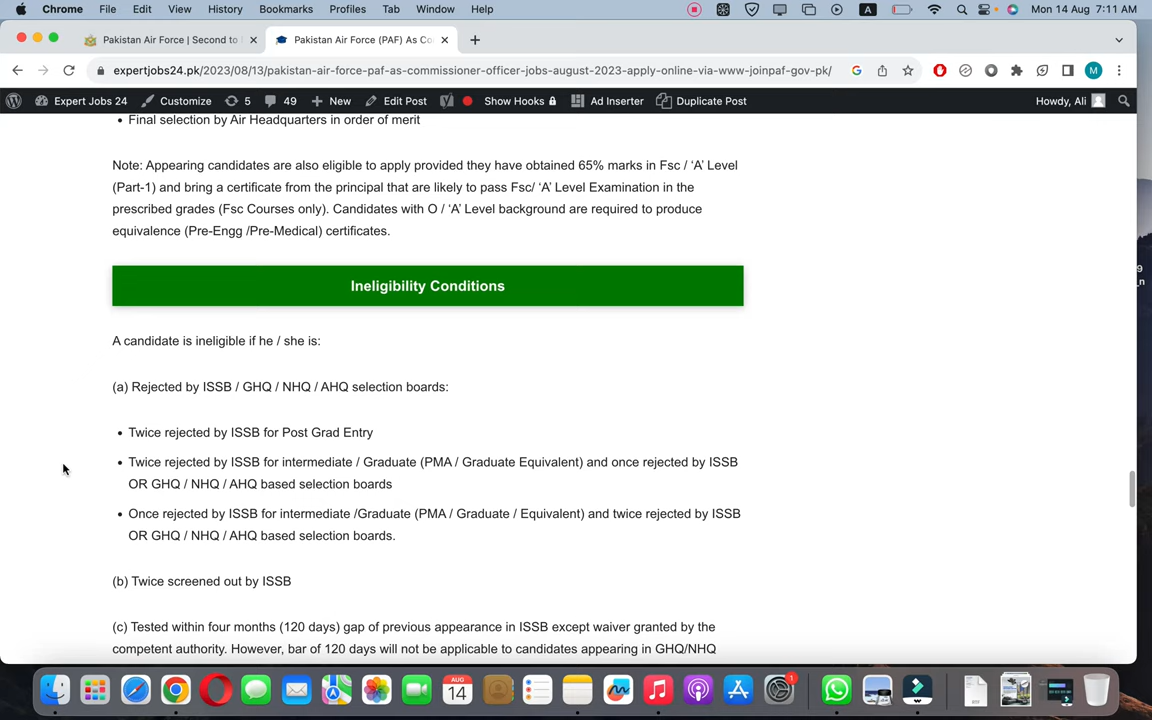 Chrome File Edit View History Bookmarks Profiles Tab Window Help A Mon 14 Aug 7:11 AM
Pakistan Air Force | Second to
Pakistan Air Force (PAF) As Co
expertjobs24.pk/2023/08/13/pakistan-air-force-paf-as-commissioner-officer-jobs-august-2023-apply-online-via-www-joinpaf-gov-pk/
M
Expert Jobs 24 Customize 5 49 New Edit Post Show Hooks Ad Inserter Duplicate Post Howdy, Ali
• Final selection by Air Headquarters in order of merit
Note: Appearing candidates are also eligible to apply provided they have obtained 65% marks in Fsc / ‘A’ Level
(Part-1) and bring a certificate from the principal that are likely to pass Fsc/ ‘A’ Level Examination in the
prescribed grades (Fsc Courses only). Candidates with O / ‘A’ Level background are required to produce
equivalence (Pre-Engg /Pre-Medical) certificates.
Ineligibility Conditions
A candidate is ineligible if he / she is:
(a) Rejected by ISSB / GHQ / NHQ / AHQ selection boards:
• Twice rejected by ISSB for Post Grad Entry
• Twice rejected by ISSB for intermediate / Graduate (PMA / Graduate Equivalent) and once rejected by ISSB
OR GHQ / NHQ / AHQ based selection boards
• Once rejected by ISSB for intermediate /Graduate (PMA / Graduate / Equivalent) and twice rejected by ISSB
OR GHQ / NHQ / AHQ based selection boards.
(b) Twice screened out by ISSB
(c) Tested within four months (120 days) gap of previous appearance in ISSB except waiver granted by the
competent authority. However, bar of 120 days will not be applicable to candidates appearing in GHQ/NHQ
9
_n
AUG
14
1